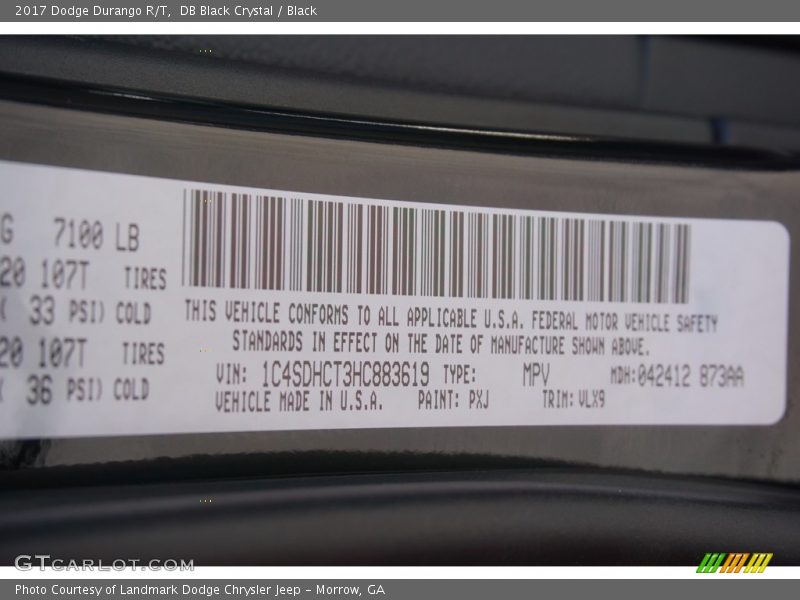 2017 Dodge Durango R/T, DB Black Crystal / Black
G 7100 LB
20 107T TIRES
( 33 PSI) COLD
20 107T TIRES
( 36 PSI) COLD
THIS VEHICLE CONFORMS TO ALL APPLICABLE U.S.A. FEDERAL MOTOR VEHICLE SAFETY
STANDARDS IN EFFECT ON THE DATE OF MANUFACTURE SHOWN ABOVE.
VIN: 1C4SDHCT3HC883619 TYPE: MPV MDH:042412 873AA
VEHICLE MADE IN U.S.A. PAINT: PXJ TRIM: VLX9
GTCARLOT.COM
Photo Courtesy of Landmark Dodge Chrysler Jeep – Morrow, GA